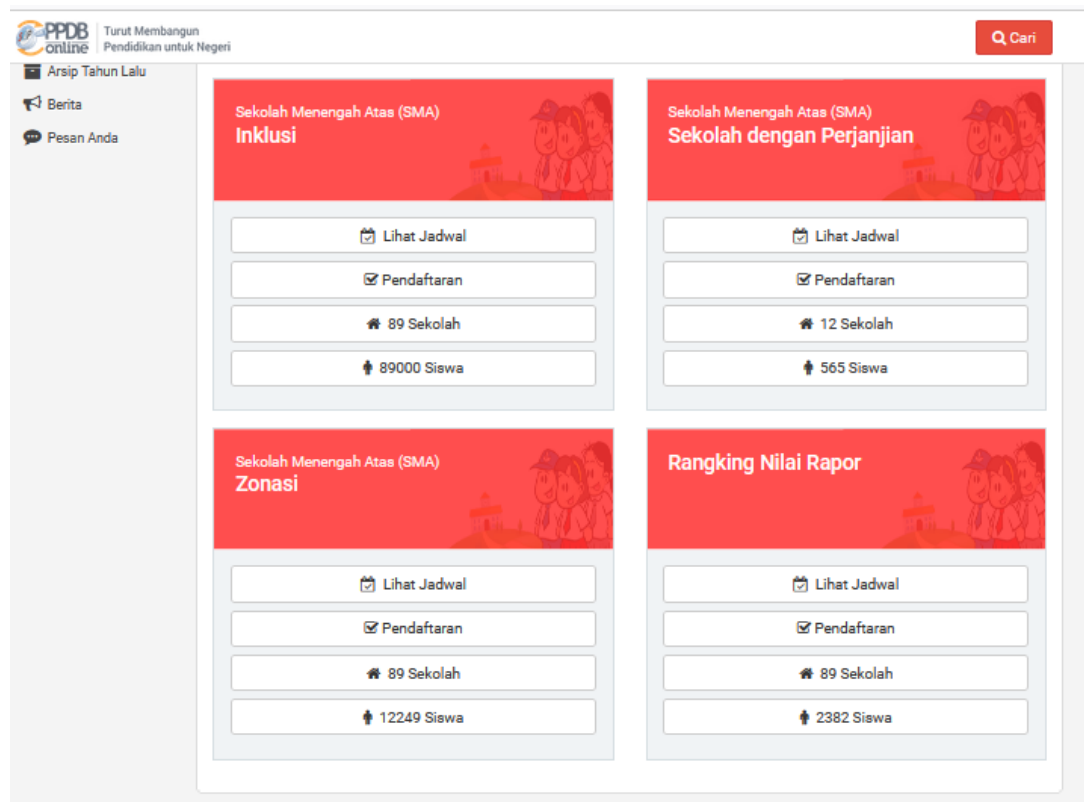 PPDB
online
Turut Membangun
Pendidikan untuk Negeri
Cari
Arsip Tahun Lalu
Berita
Pesan Anda
Sekolah Menengah Atas (SMA)
Inklusi
Lihat Jadwal
Pendaftaran
89 Sekolah
89000 Siswa
Sekolah Menengah Atas (SMA)
Sekolah dengan Perjanjian
Lihat Jadwal
Pendaftaran
12 Sekolah
565 Siswa
Sekolah Menengah Atas (SMA)
Zonasi
Lihat Jadwal
Pendaftaran
89 Sekolah
12249 Siswa
Rangking Nilai Rapor
Lihat Jadwal
Pendaftaran
89 Sekolah
2382 Siswa